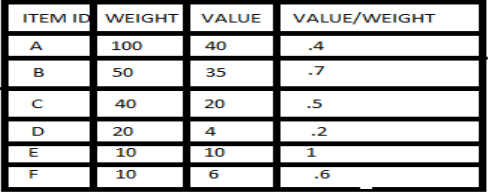 ITEM ID WEIGHT VALUE VALUE/WEIGHT
A 100 40 .4
B 50 35 .7
C 40 20 .5
D 20 4 .2
E 10 10 1
F 10 6 .6